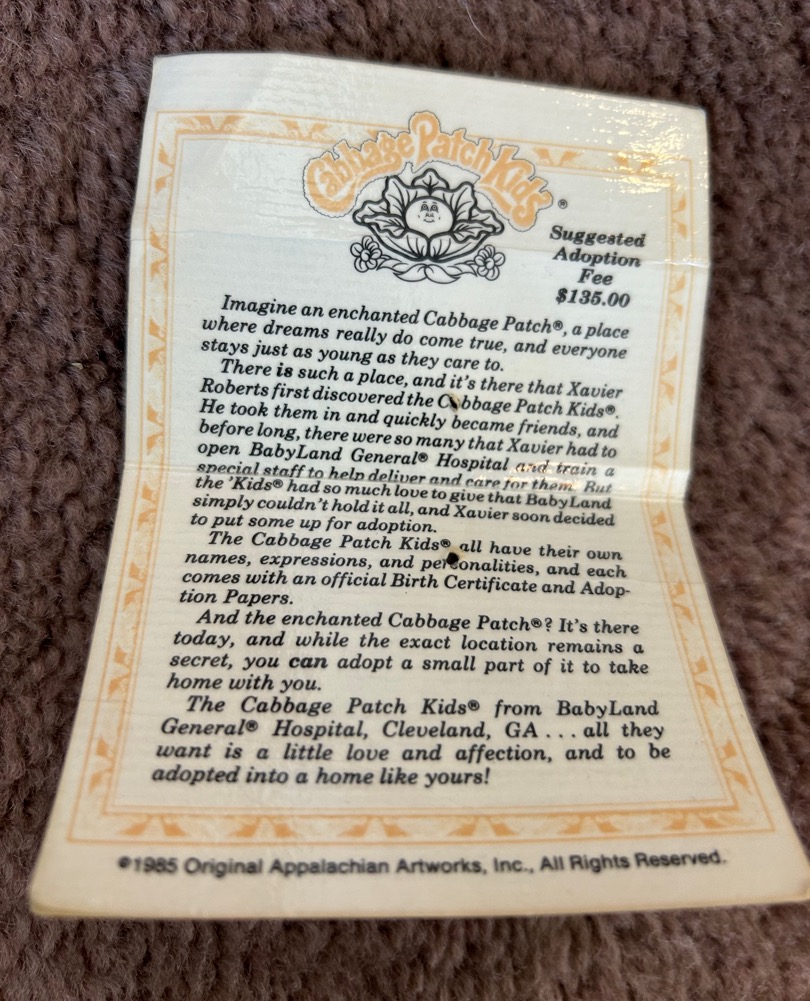 Cabbage Patch Kids®
Suggested
Adoption
Fee
$135.00
Imagine an enchanted Cabbage Patch®, a place
where dreams really do come true, and everyone
stays just as young as they care to.
There is such a place, and it's there that Xavier
Roberts first discovered the Cabbage Patch Kids®.
He took them in and quickly became friends, and
before long, there were so many that Xavier had to
open BabyLand General® Hospital and train a
special staff to help deliver and care for them. But
the 'Kids® had so much love to give that BabyLand
simply couldn't hold it all, and Xavier soon decided
to put some up for adoption.
The Cabbage Patch Kids® all have their own
names, expressions, and personalities, and each
comes with an official Birth Certificate and Adop-
tion Papers.
And the enchanted Cabbage Patch®? It's there
today, and while the exact location remains a
secret, you can adopt a small part of it to take
home with you.
The Cabbage Patch Kids® from BabyLand
General® Hospital, Cleveland, GA . . . all they
want is a little love and affection, and to be
adopted into a home like yours!
©1985 Original Appalachian Artworks, Inc., All Rights Reserved.